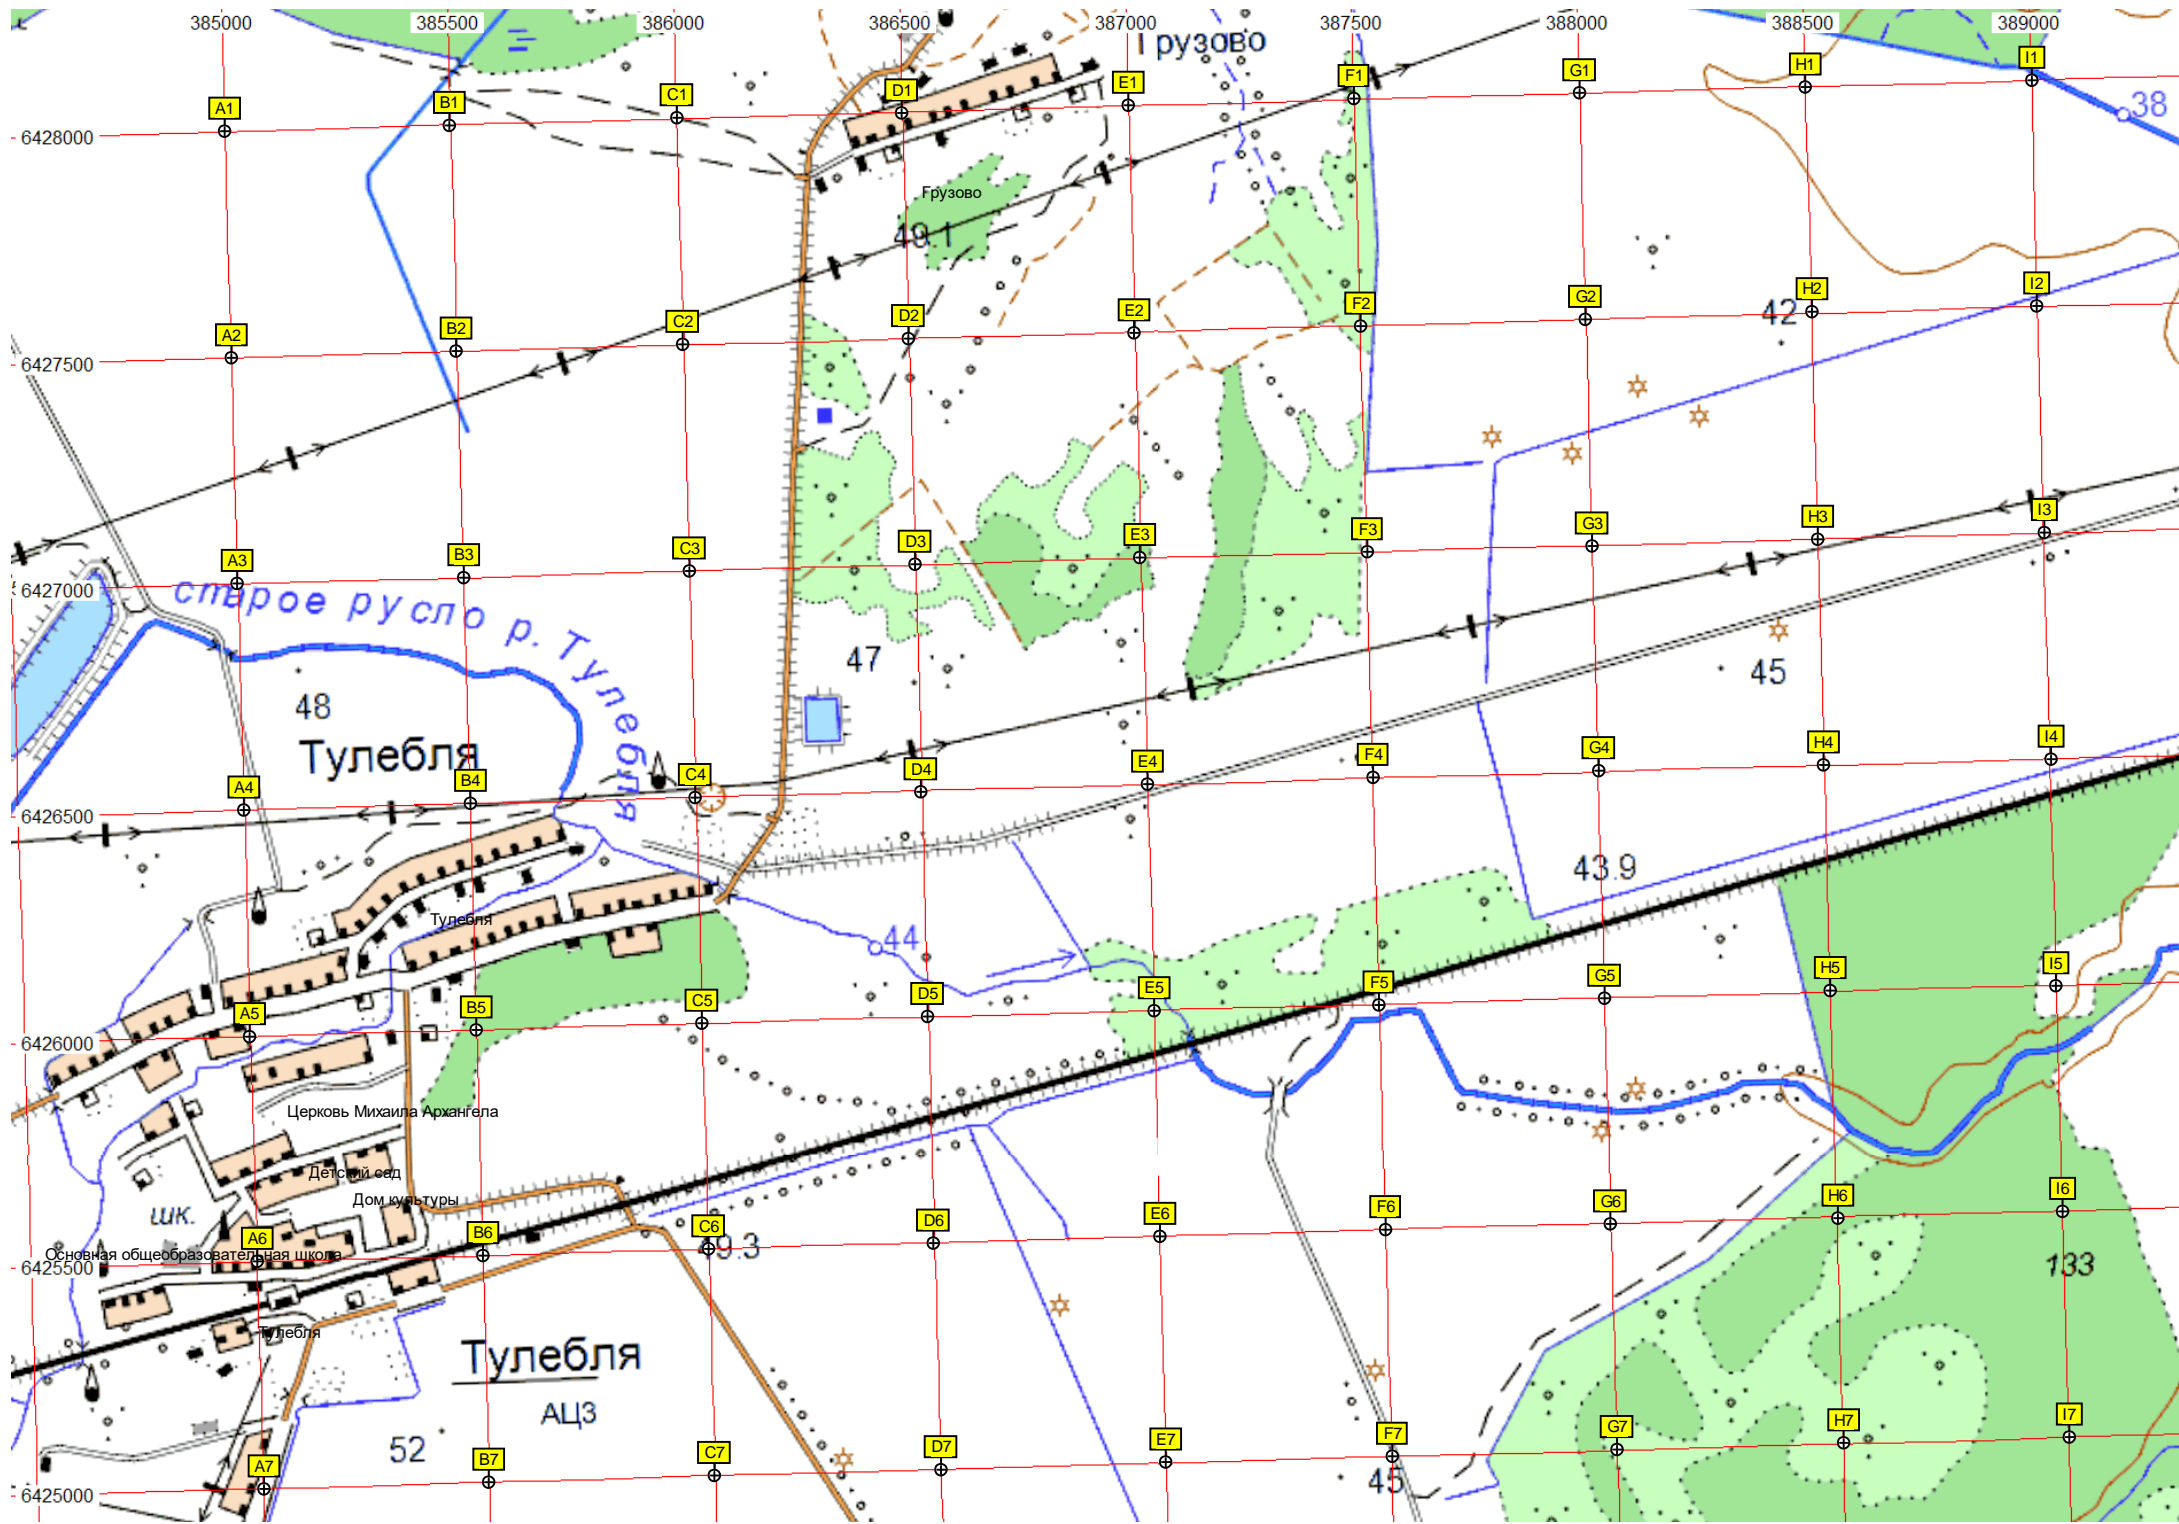 385000 385500 386000 386500 387000 387500 388000 388500 389000
Грузово
A1 B1 C1 D1 E1 F1 G1 H1 I1
38
6428000
Грузово
49.1
A2 B2 C2 D2 E2 F2 G2 H2 I2
42
6427500
A3 B3 C3 D3 E3 F3 G3 H3 I3
6427000
старое русло р. Тулебля
47
45
48
Тулебля
A4 B4 C4 D4 E4 F4 G4 H4 I4
6426500
43.9
Тулебля
44
A5 B5 C5 D5 E5 F5 G5 H5 I5
6426000
Церковь Михаила Архангела
Детский сад
Дом культуры
шк.
A6 B6 C6 D6 E6 F6 G6 H6 I6
Основная общеобразовательная школа
49.3
133
6425500
Тулебля
Тулебля
АЦЗ
52
A7 B7 C7 D7 E7 F7 G7 H7 I7
45
6425000